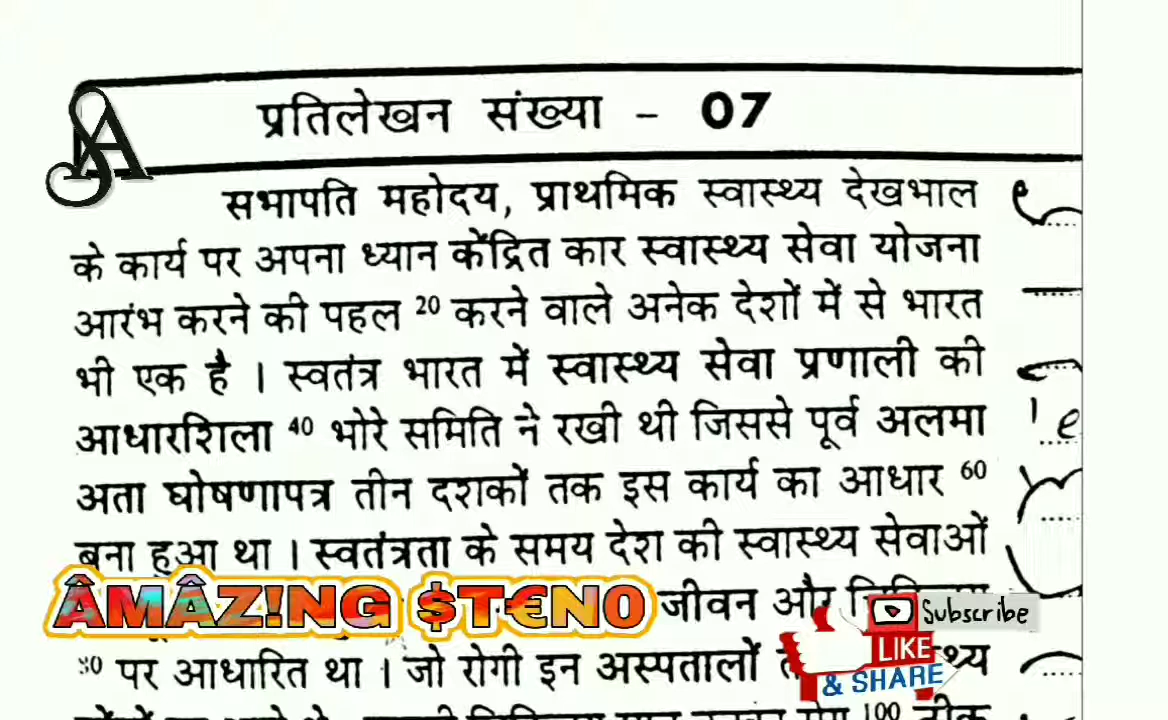 प्रतिलेखन संख्या - 07
सभापति महोदय, प्राथमिक स्वास्थ्य देखभाल
के कार्य पर अपना ध्यान केंद्रित कार स्वास्थ्य सेवा योजना
आरंभ करने की पहल 20 करने वाले अनेक देशों में से भारत
भी एक है । स्वतंत्र भारत में स्वास्थ्य सेवा प्रणाली की
आधारशिला 40 भोरे समिति ने रखी थी जिससे पूर्व अलमा
अता घोषणापत्र तीन दशकों तक इस कार्य का आधार 60
बना हुआ था । स्वतंत्रता के समय देश की स्वास्थ्य सेवाओं
ÂMÂZ!NG $T€NO
जीवन और
Subscribe
LIKE
& SHARE
पर आधारित था । जो रोगी इन अस्पतालों
100